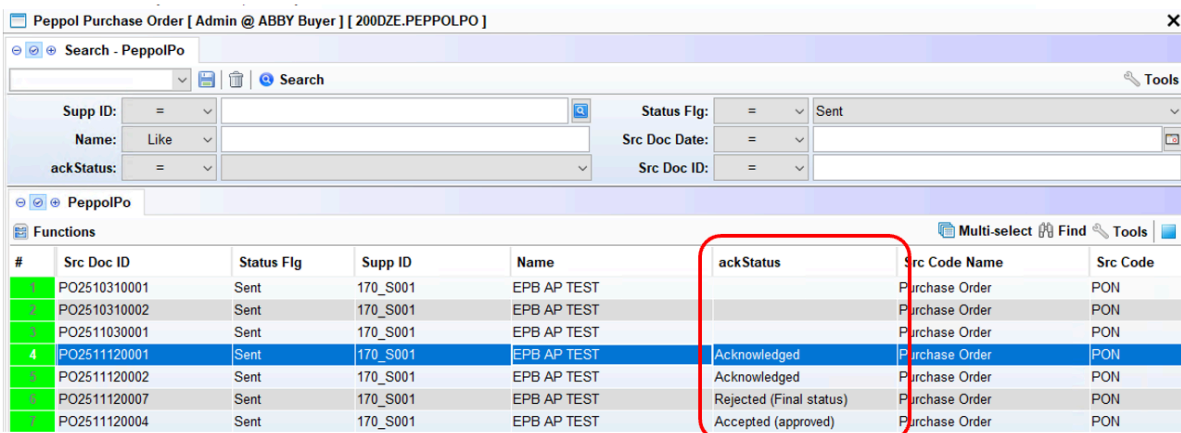 Peppol Purchase Order [ Admin @ ABBY Buyer ] [ 200DZE.PEPPOLPO ]
Search - PeppolPo
Search Tools
Supp ID: = Status Flg: = Sent
Name: Like Src Doc Date: =
ackStatus: = Src Doc ID: =
PeppolPo
Functions Multi-select Find Tools
# Src Doc ID Status Flg Supp ID Name ackStatus Src Code Name Src Code
1 PO2510310001 Sent 170_S001 EPB AP TEST Purchase Order PON
2 PO2510310002 Sent 170_S001 EPB AP TEST Purchase Order PON
3 PO2511030001 Sent 170_S001 EPB AP TEST Purchase Order PON
4 PO2511120001 Sent 170_S001 EPB AP TEST Acknowledged Purchase Order PON
5 PO2511120002 Sent 170_S001 EPB AP TEST Acknowledged Purchase Order PON
6 PO2511120007 Sent 170_S001 EPB AP TEST Rejected (Final status) Purchase Order PON
7 PO2511120004 Sent 170_S001 EPB AP TEST Accepted (approved) Purchase Order PON